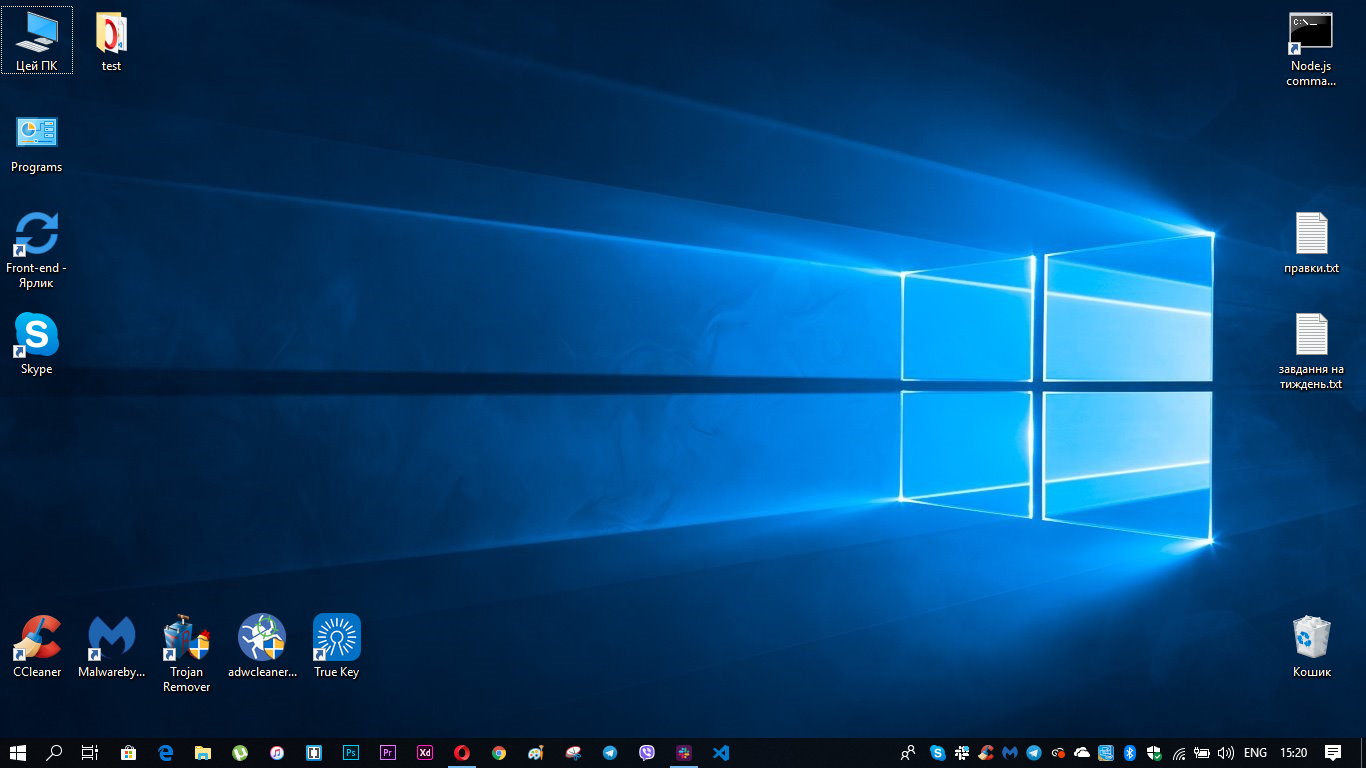 Цей ПК
test
Node.js
comma...
Programs
Front-end -
Ярлик
правки.txt
Skype
завдання на
тиждень.txt
CCleaner
Malwareby...
Trojan
Remover
adwcleaner...
True Key
Кошик
Ps
Pr
Xd
ENG
15:20